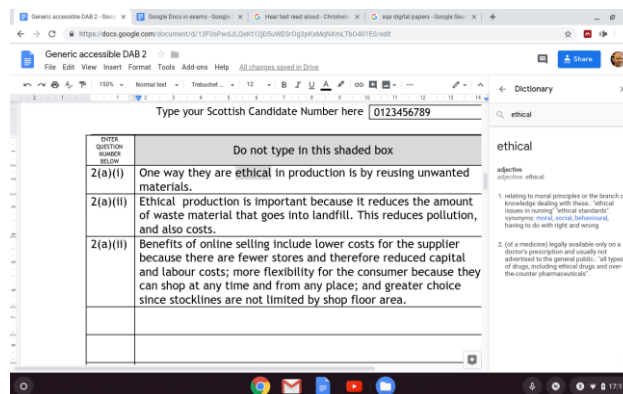 Generic accessible DAB 2 - Goog
Google Docs in exams - Google
Hear text read aloud - Chromeb
sqa digital papers - Google Sear
https://docs.google.com/document/d/
/edit
Generic accessible DAB 2
File Edit View Insert Format Tools Add-ons Help All changes saved in Drive
Share
150% Normal text Trebuchet ... 12 B I U A
Dictionary
ethical
Type your Scottish Candidate Number here 0123456789
ENTER
QUESTION
NUMBER
BELOW
Do not type in this shaded box
2(a)(i) One way they are ethical in production is by reusing unwanted
materials.
2(a)(ii) Ethical production is important because it reduces the amount
of waste material that goes into landfill. This reduces pollution,
and also costs.
2(a)(ii) Benefits of online selling include lower costs for the supplier
because there are fewer stores and therefore reduced capital
and labour costs; more flexibility for the consumer because they
can shop at any time and from any place; and greater choice
since stocklines are not limited by shop floor area.
ethical
adjective
adjective: ethical
1. relating to moral principles or the branch o
knowledge dealing with these.: "ethical
issues in nursing" "ethical standards".
synonyms: moral, social, behavioural,
having to do with right and wrong
2. (of a medicine) legally available only on a
doctor's prescription and usually not
advertised to the general public.: "all types
of drugs, including ethical drugs and over-
the-counter pharmaceuticals".
17:1